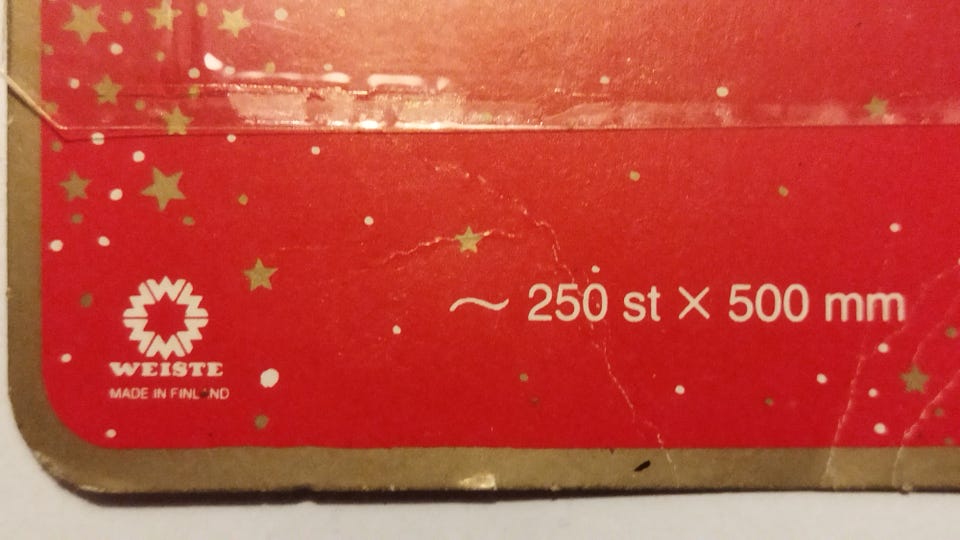 ~ 250 st × 500 mm
WEISTE
MADE IN FINLAND